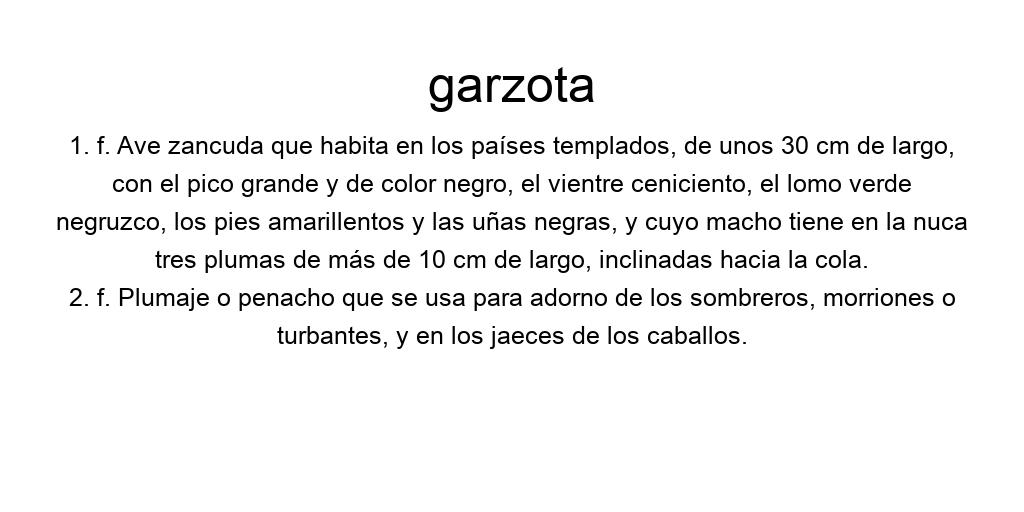 garzota
1. f. Ave zancuda que habita en los países templados, de unos 30 cm de largo,
con el pico grande y de color negro, el vientre ceniciento, el lomo verde
negruzco, los pies amarillentos y las uñas negras, y cuyo macho tiene en la nuca
tres plumas de más de 10 cm de largo, inclinadas hacia la cola.
2. f. Plumaje o penacho que se usa para adorno de los sombreros, morriones o
turbantes, y en los jaeces de los caballos.